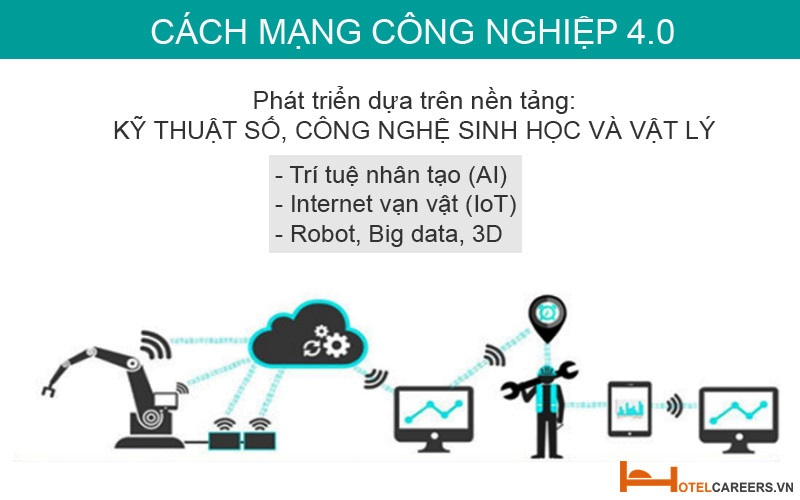 CÁCH MẠNG CÔNG NGHIỆP 4.0
Phát triển dựa trên nền tảng:
KỸ THUẬT SỐ, CÔNG NGHỆ SINH HỌC VÀ VẬT LÝ
- Trí tuệ nhân tạo (AI)
- Internet vạn vật (IoT)
- Robot, Big data, 3D
HOTELCAREERS.VN